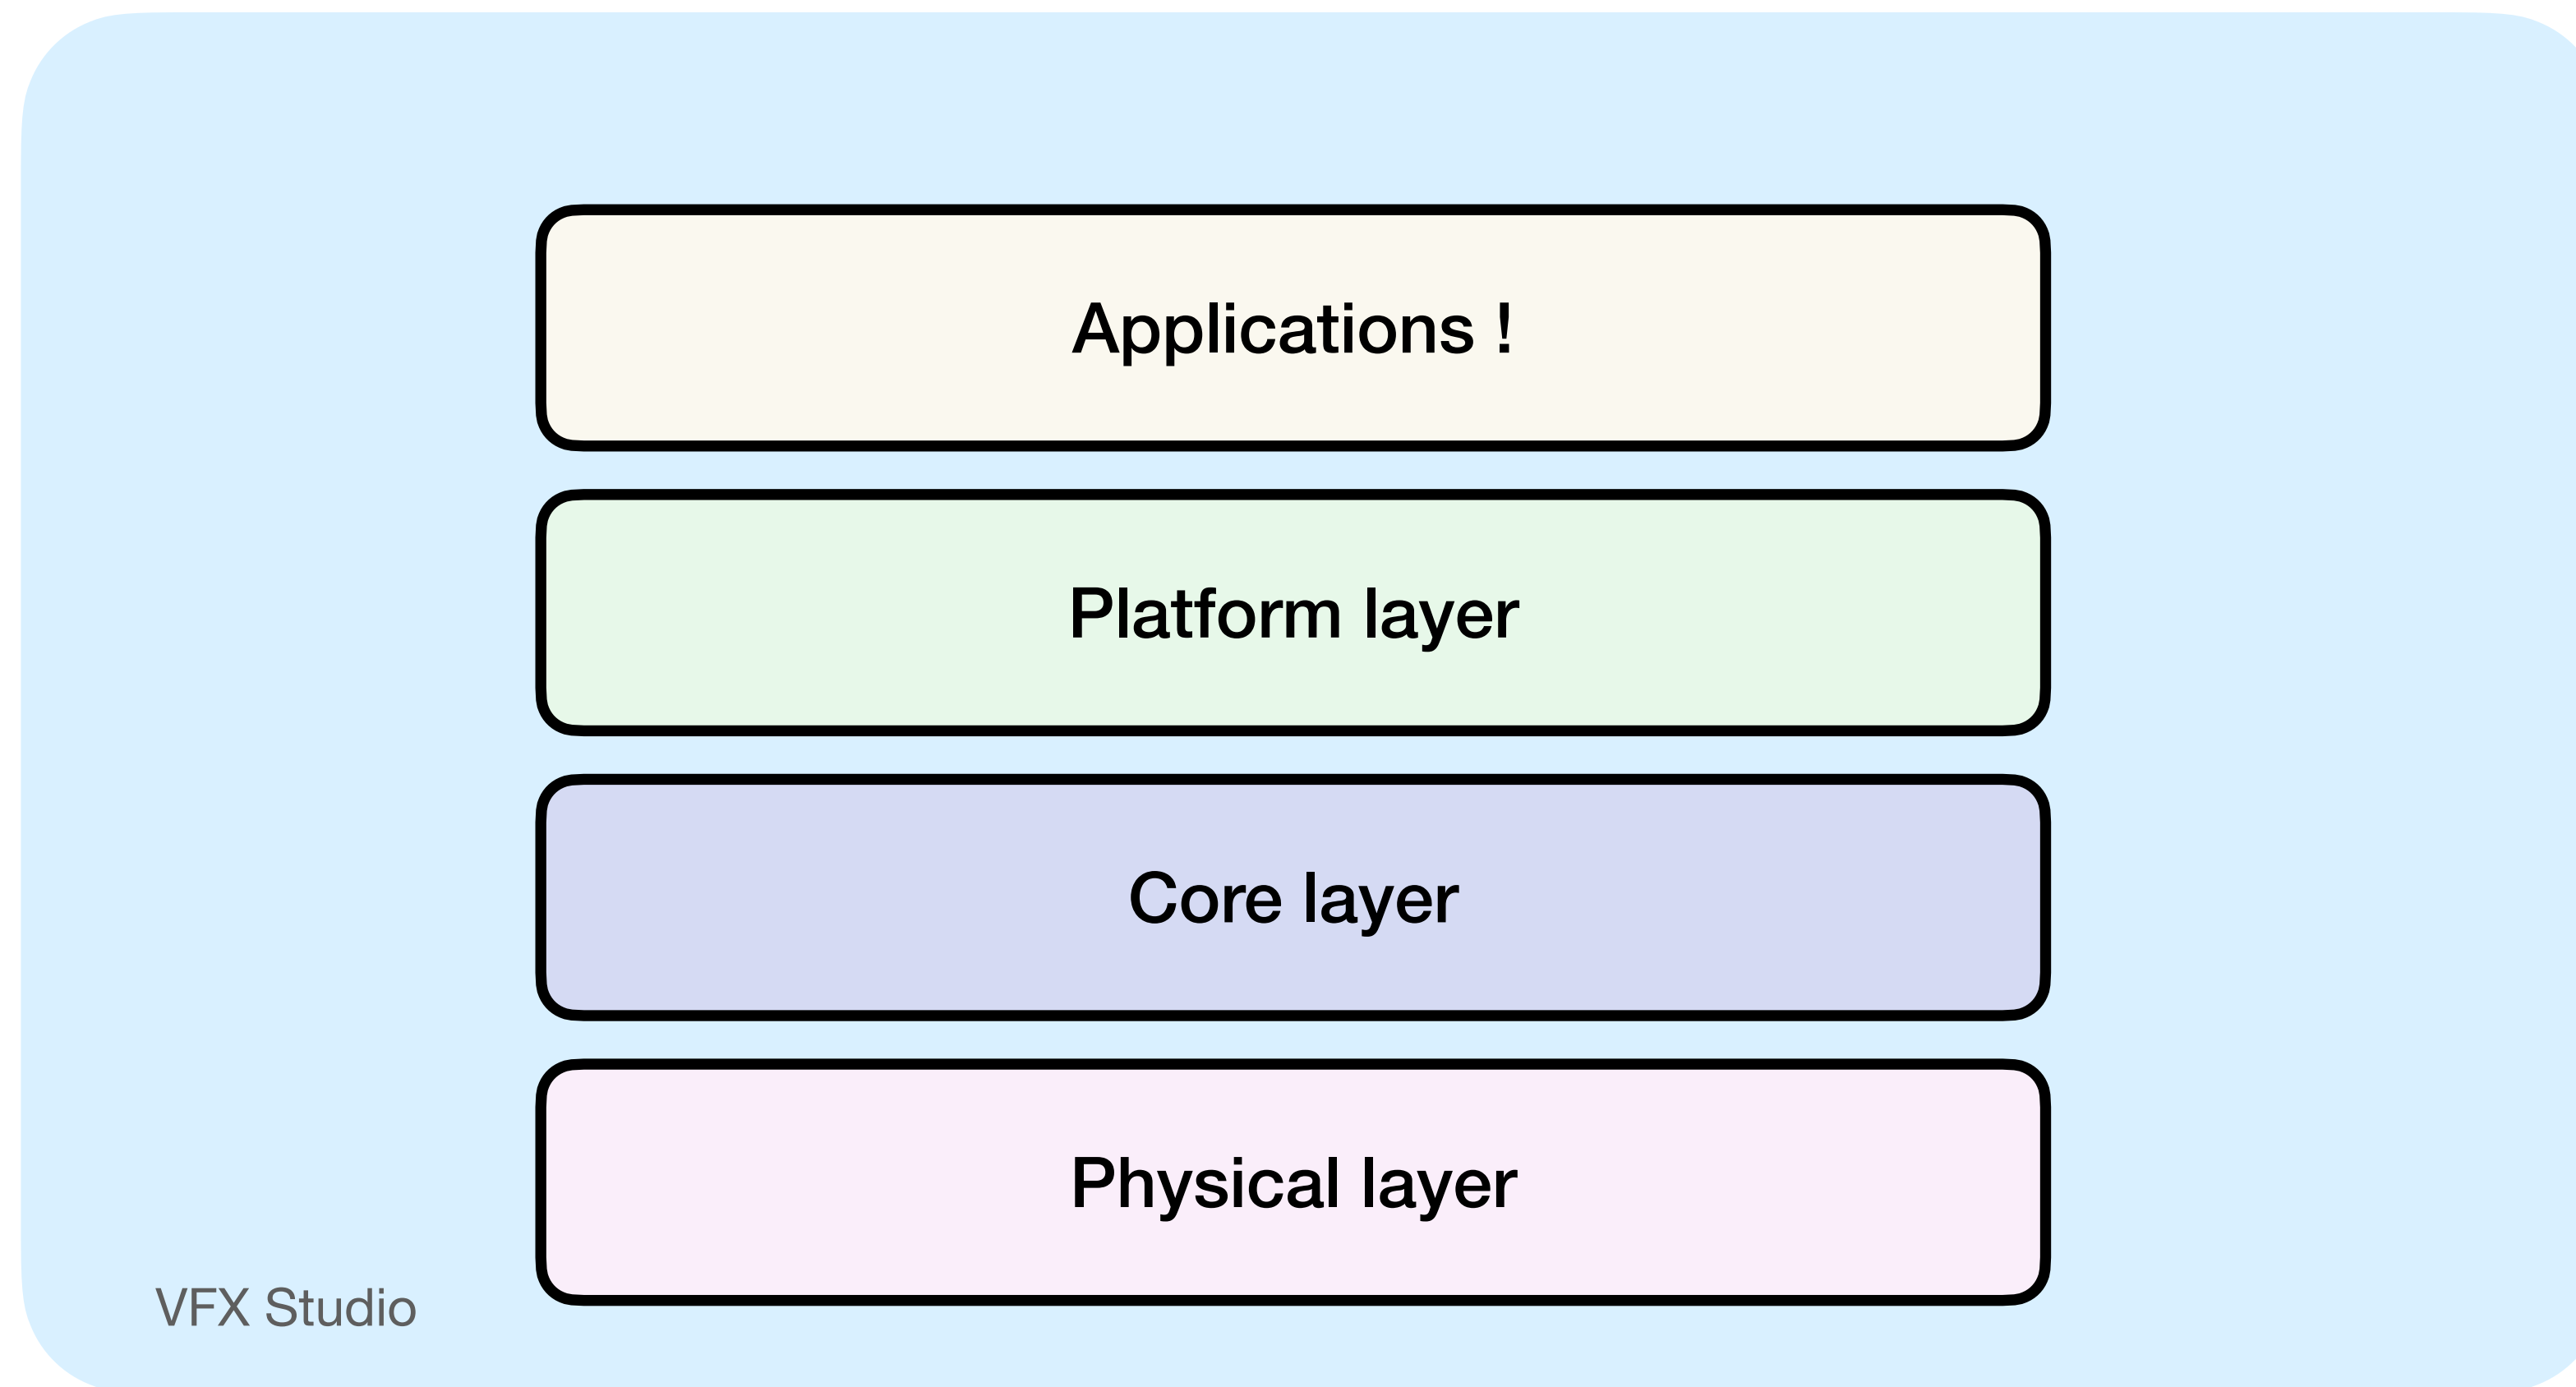 Applications !
Platform layer
Core layer
Physical layer
VFX Studio